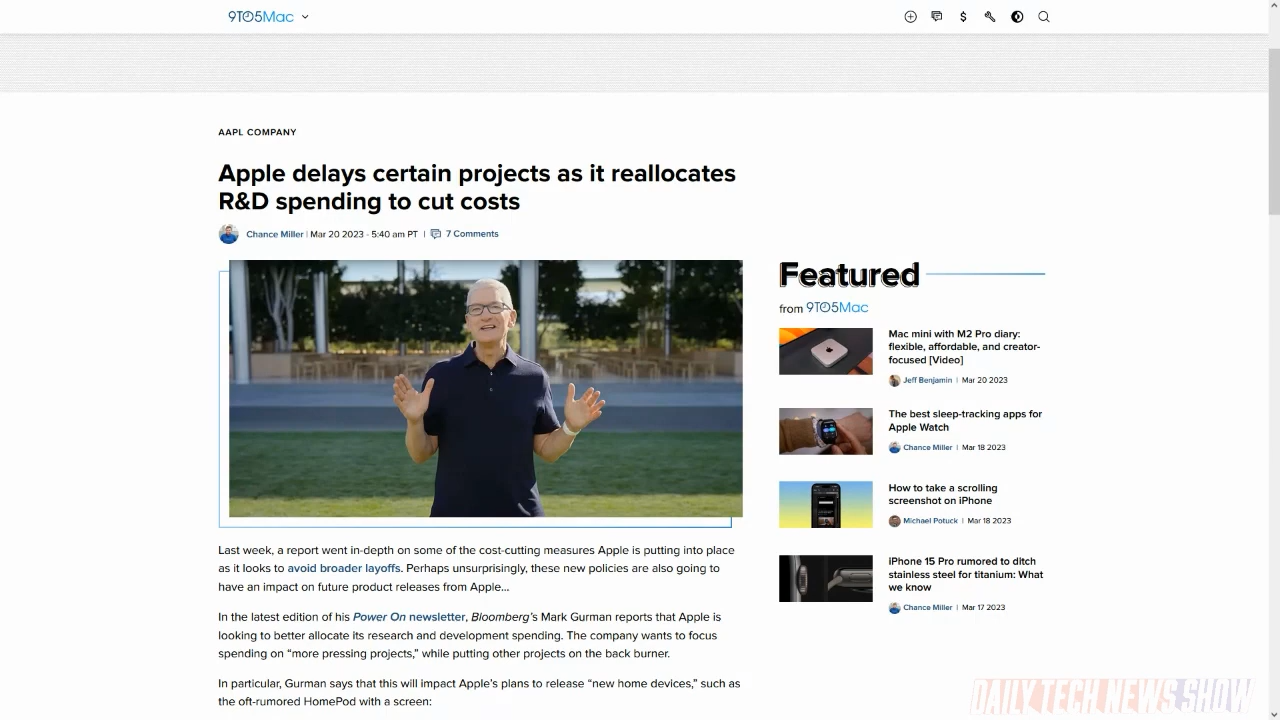 9TO5Mac
AAPL COMPANY
Apple delays certain projects as it reallocates
R&D spending to cut costs
Chance Miller | Mar 20 2023 - 5:40 am PT | 7 Comments
Last week, a report went in-depth on some of the cost-cutting measures Apple is putting into place
as it looks to avoid broader layoffs. Perhaps unsurprisingly, these new policies are also going to
have an impact on future product releases from Apple…
In the latest edition of his Power On newsletter, Bloomberg’s Mark Gurman reports that Apple is
looking to better allocate its research and development spending. The company wants to focus
spending on “more pressing projects,” while putting other projects on the back burner.
In particular, Gurman says that this will impact Apple’s plans to release “new home devices,” such as
the oft-rumored HomePod with a screen:
Featured
from 9TO5Mac
Mac mini with M2 Pro diary:
flexible, affordable, and creator-
focused [Video]
Jeff Benjamin | Mar 20 2023
The best sleep-tracking apps for
Apple Watch
Chance Miller | Mar 18 2023
How to take a scrolling
screenshot on iPhone
Michael Potuck | Mar 18 2023
iPhone 15 Pro rumored to ditch
stainless steel for titanium: What
we know
Chance Miller | Mar 17 2023
DAILY TECH NEWS SHOW